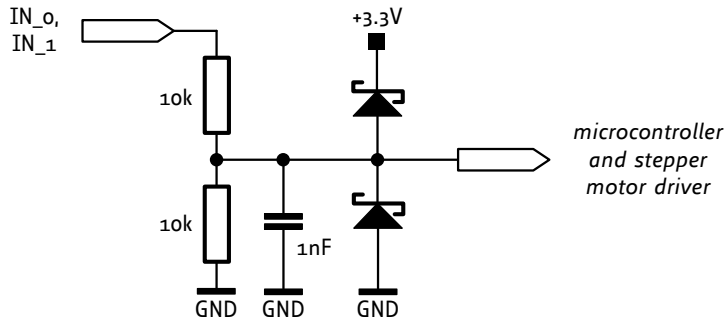 IN_0,
IN_1
+3.3V
10k
microcontroller
and stepper
motor driver
10k
1nF
GND
GND
GND